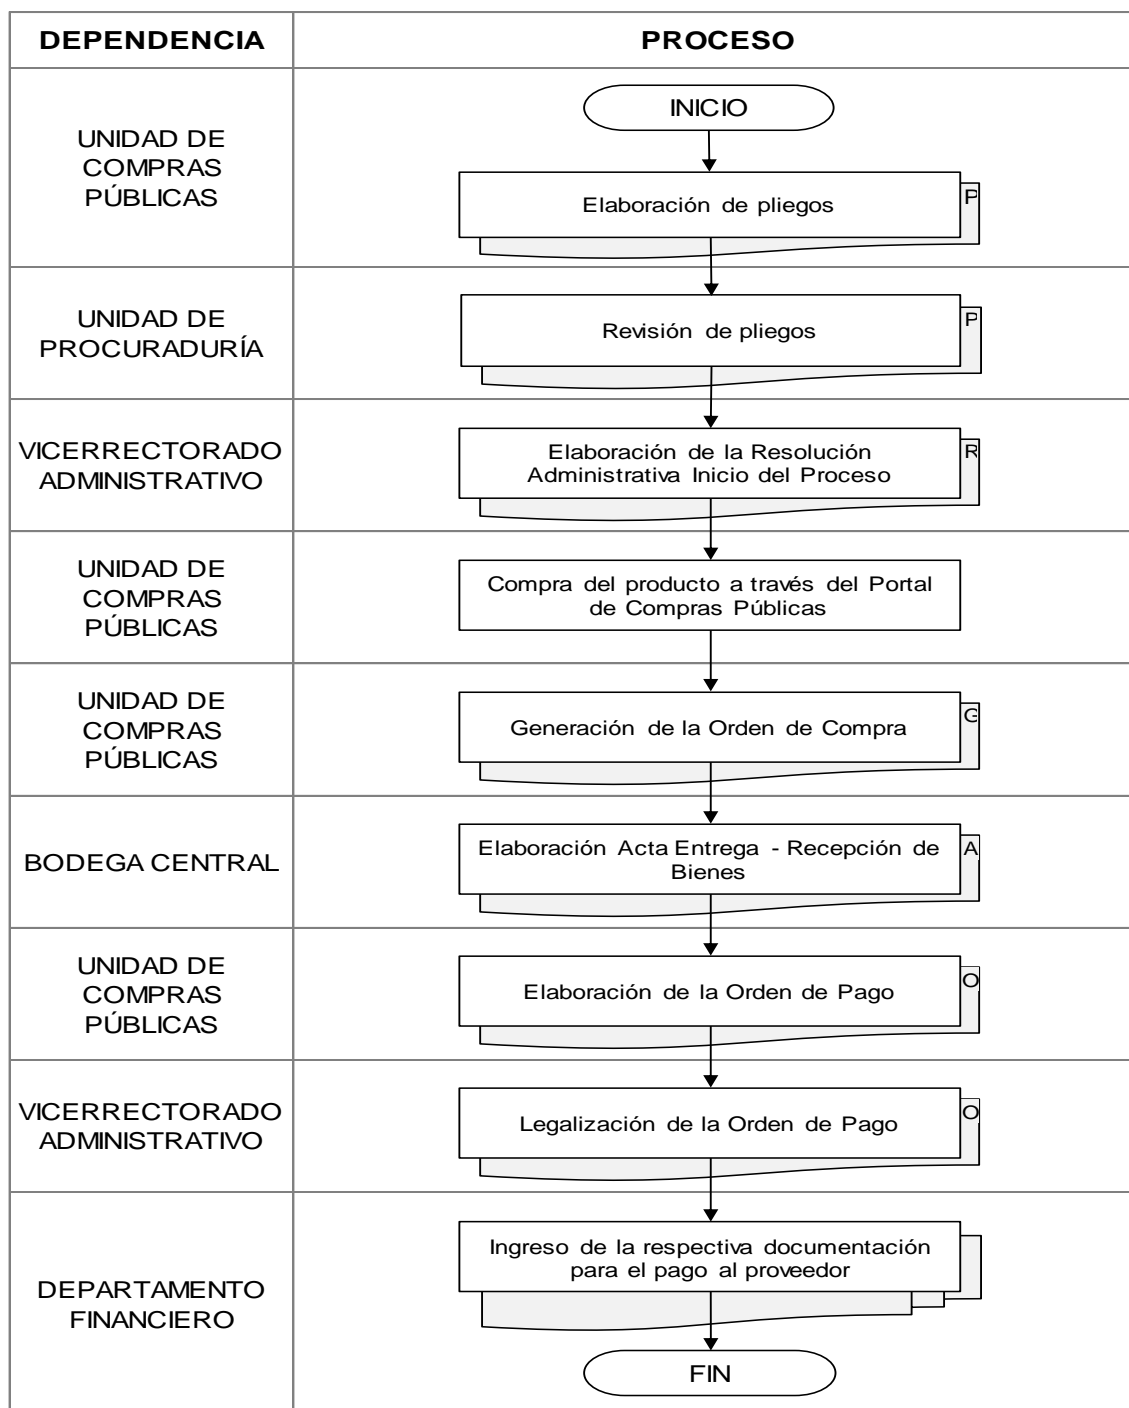 DEPENDENCIA
PROCESO
UNIDAD DE
COMPRAS
PÚBLICAS
INICIO
Elaboración de pliegos
P
UNIDAD DE
PROCURADURÍA
Revisión de pliegos
P
VICERRECTORADO
ADMINISTRATIVO
Elaboración de la Resolución
Administrativa Inicio del Proceso
R
UNIDAD DE
COMPRAS
PÚBLICAS
Compra del producto a través del Portal
de Compras Públicas
UNIDAD DE
COMPRAS
PÚBLICAS
Generación de la Orden de Compra
G
BODEGA CENTRAL
Elaboración Acta Entrega - Recepción de
Bienes
A
UNIDAD DE
COMPRAS
PÚBLICAS
Elaboración de la Orden de Pago
O
VICERRECTORADO
ADMINISTRATIVO
Legalización de la Orden de Pago
O
DEPARTAMENTO
FINANCIERO
Ingreso de la respectiva documentación
para el pago al proveedor
FIN